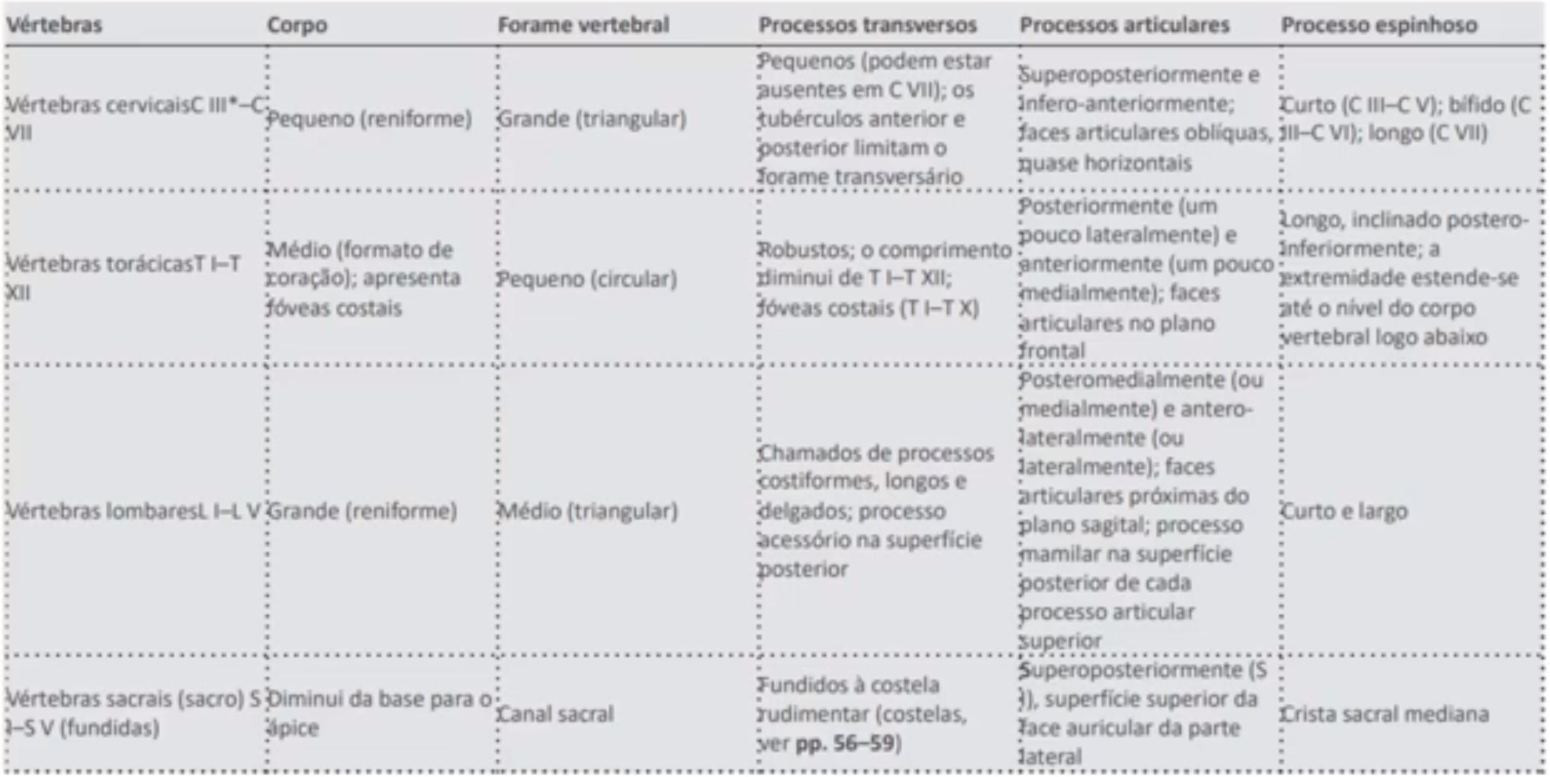 Vértebras
Corpo
Forame vertebral
Processos transversos
Processos articulares
Processo espinhoso
Vértebras cervicaisC III*–C
VII
Pequeno (reniforme)
Grande (triangular)
Pequenos (podem estar
ausentes em C VII); os
tubérculos anterior e
posterior limitam o
forame transversário
Superoposteriormente e
infero-anteriormente;
faces articulares oblíquas,
quase horizontais
Curto (C III–C V); bífido (C
III–C VI); longo (C VII)
Vértebras torácicasT I–T
XII
Médio (formato de
coração); apresenta
fóveas costais
Pequeno (circular)
Robustos; o comprimento
diminui de T I–T XII;
fóveas costais (T I–T X)
Posteriormente (um
pouco lateralmente) e
anteriormente (um pouco
medialmente); faces
articulares no plano
frontal
Longo, inclinado postero-
inferiormente; a
extremidade estende-se
até o nível do corpo
vertebral logo abaixo
Vértebras lombaresL I–L V
Grande (reniforme)
Médio (triangular)
Chamados de processos
costiformes, longos e
delgados; processo
acessório na superfície
posterior
Posteromedialmente (ou
medialmente) e antero-
lateralmente (ou
lateralmente); faces
articulares próximas do
plano sagital; processo
mamilar na superfície
posterior de cada
processo articular
superior
Curto e largo
Vértebras sacrais (sacro) S
I–S V (fundidas)
Diminui da base para o
ápice
Canal sacral
Fundidos à costela
rudimentar (costelas,
ver pp. 56–59)
Superoposteriormente (S
I), superfície superior da
face auricular da parte
lateral
Crista sacral mediana